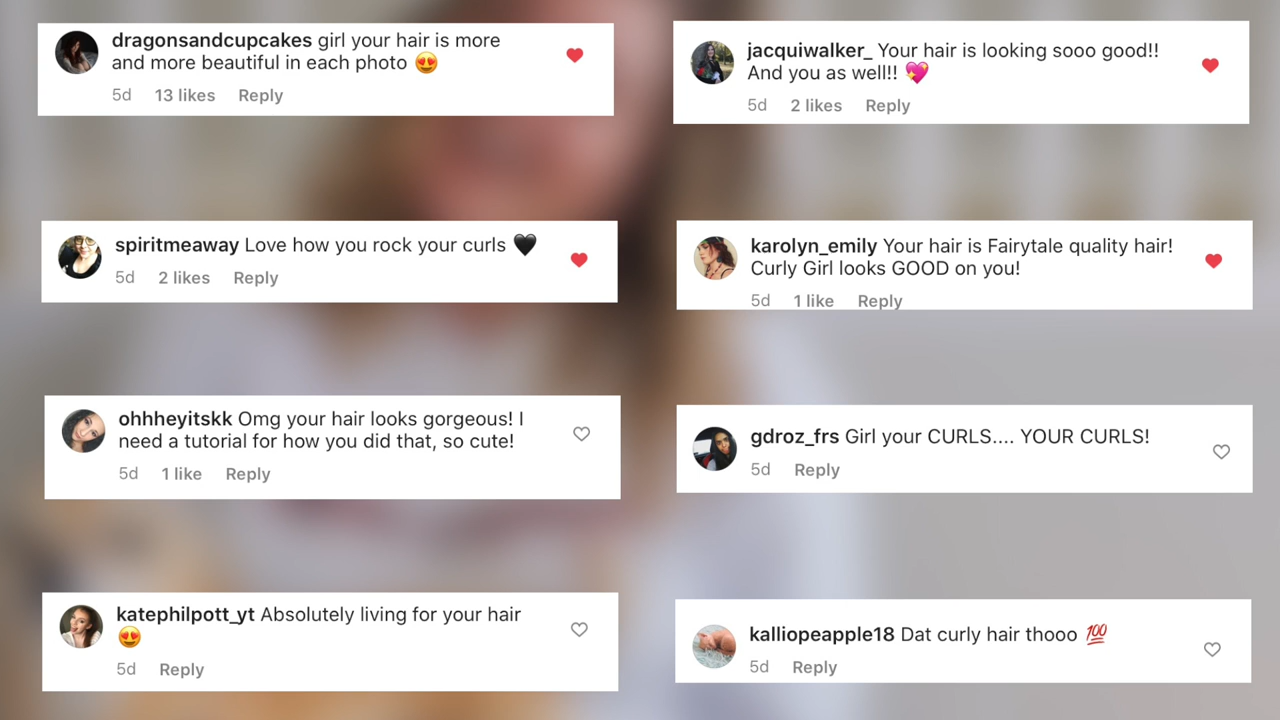 dragonsandcupcakes girl your hair is more
and more beautiful in each photo 😍
5d 13 likes Reply
jacquiwalker_ Your hair is looking sooo good!!
And you as well!! 💖
5d 2 likes Reply
spiritmeaway Love how you rock your curls 🖤
5d 2 likes Reply
karolyn_emily Your hair is Fairytale quality hair!
Curly Girl looks GOOD on you!
5d 1 like Reply
ohhheyitskk Omg your hair looks gorgeous! I
need a tutorial for how you did that, so cute!
5d 1 like Reply
gdroz_frs Girl your CURLS.... YOUR CURLS!
5d Reply
katephilpott_yt Absolutely living for your hair
😍
5d Reply
kalliopeapple18 Dat curly hair thooo 💯
5d Reply